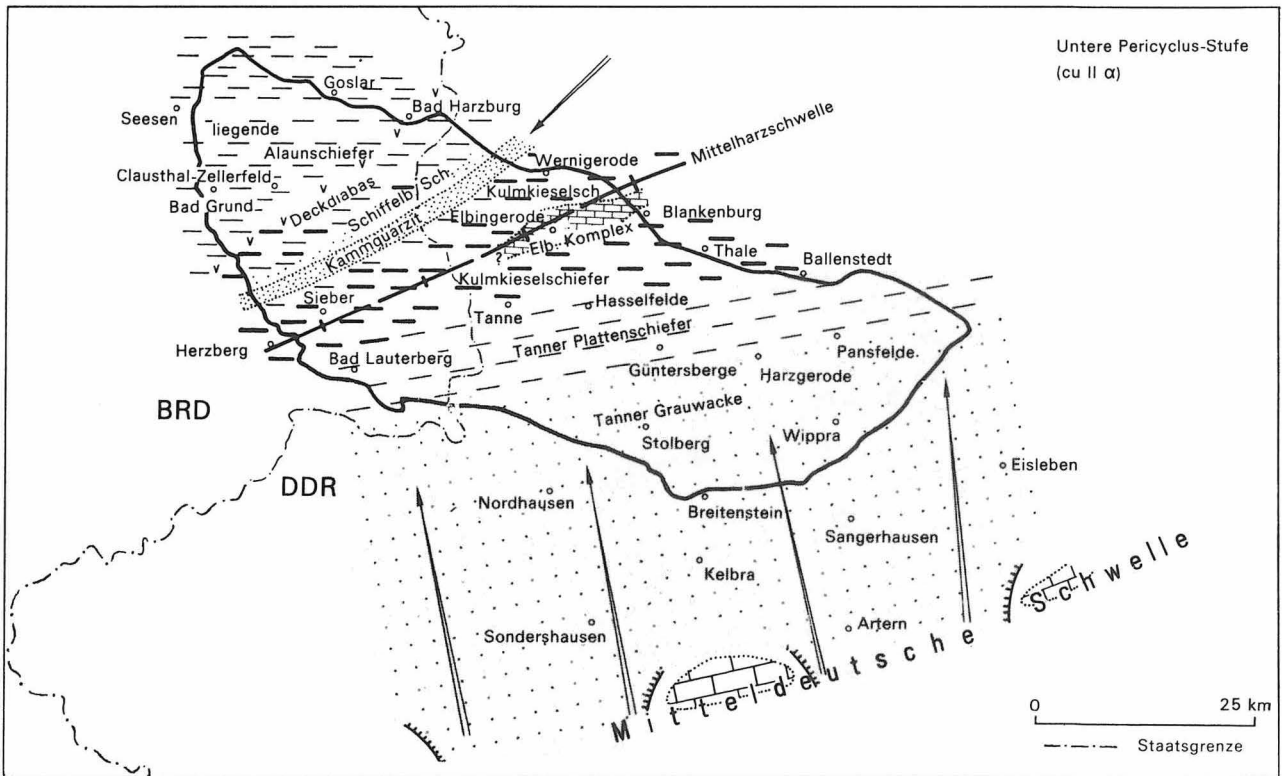 Untere Pericyclus-Stufe
(cu II α)
Goslar
Bad Harzburg
Seesen
liegende
Alaunschiefer
Clausthal-Zellerfeld
Bad Grund
Deckdiabas
Schiffelb. Sch.
Kammquarzit
Wernigerode
Mittelharzschwelle
Kulmkieselsch.
Elbingerode
Blankenburg
Elb. Komplex
?
Thale
Ballenstedt
Kulmkieselschiefer
Sieber
Hasselfelde
Tanne
Tanner Plattenschiefer
Herzberg
Bad Lauterberg
Pansfelde
Güntersberge
Harzgerode
BRD
Tanner Grauwacke
Stolberg
Wippra
Eisleben
DDR
Nordhausen
Breitenstein
Sangerhausen
Kelbra
Sondershausen
Artern
Mitteldeutsche Schwelle
0 25 km
Staatsgrenze
v
v
v
v
v
v
v